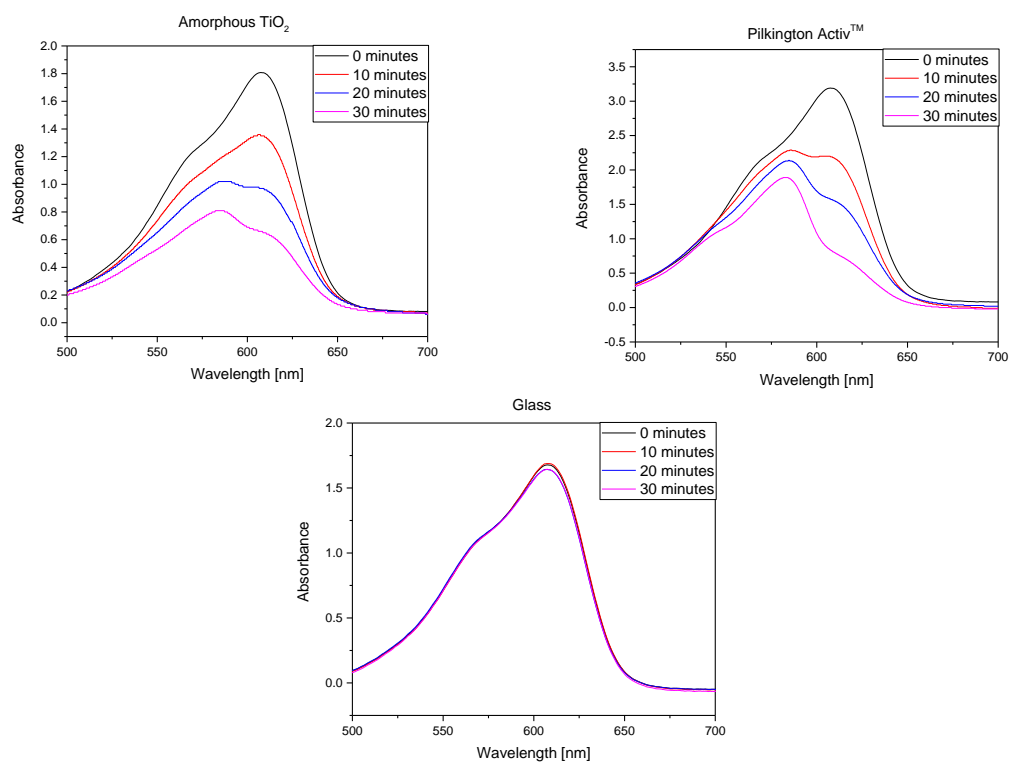 Amorphous TiO₂
0 minutes
10 minutes
20 minutes
30 minutes
2.0
1.8
1.6
1.4
1.2
1.0
0.8
0.6
0.4
0.2
0.0
Absorbance
500
550
600
650
700
Wavelength [nm]
Pilkington Activ™
0 minutes
10 minutes
20 minutes
30 minutes
3.5
3.0
2.5
2.0
1.5
1.0
0.5
0.0
-0.5
Absorbance
500
550
600
650
700
Wavelength [nm]
Glass
0 minutes
10 minutes
20 minutes
30 minutes
2.0
1.5
1.0
0.5
0.0
Absorbance
500
550
600
650
700
Wavelength [nm]